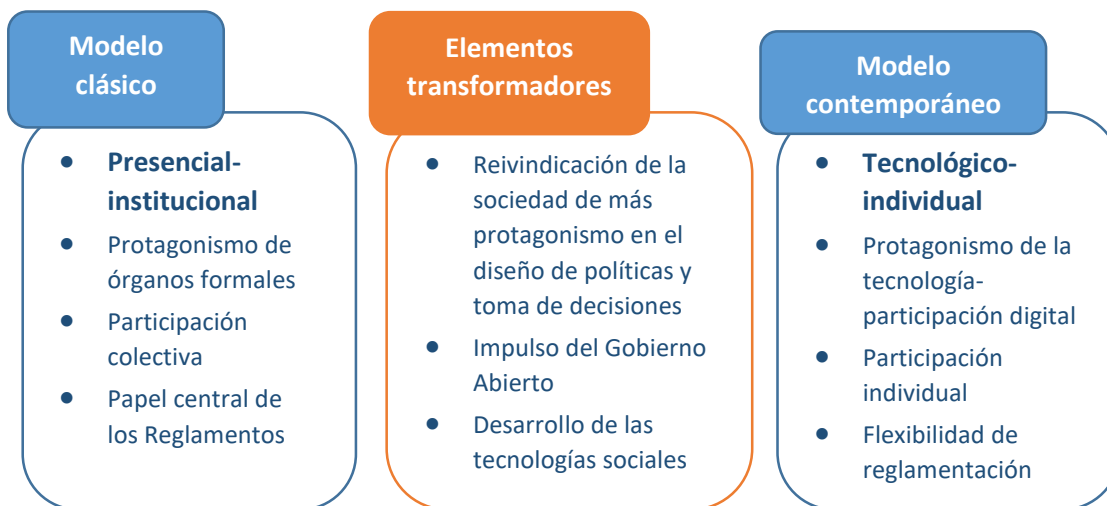 Modelo
clásico
• Presencial-
institucional
• Protagonismo de
órganos formales
• Participación
colectiva
• Papel central de
los Reglamentos
Elementos
transformadores
• Reivindicación de la
sociedad de más
protagonismo en el
diseño de políticas y
toma de decisiones
• Impulso del Gobierno
Abierto
• Desarrollo de las
tecnologías sociales
Modelo
contemporáneo
• Tecnológico-
individual
• Protagonismo de la
tecnología-
participación digital
• Participación
individual
• Flexibilidad de
reglamentación